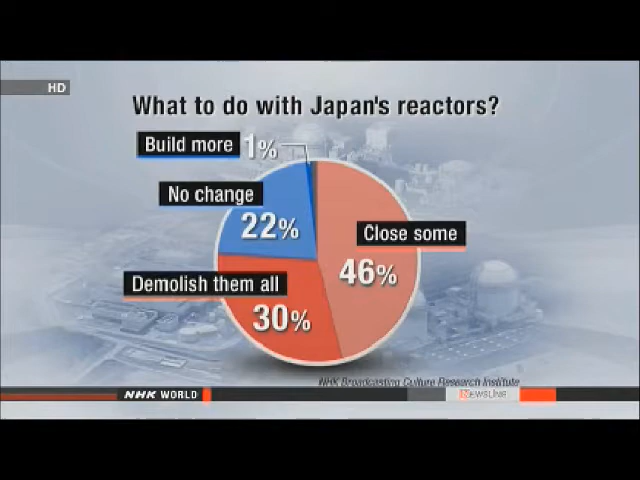 HD
What to do with Japan's reactors?
Build more 1%
No change
22%
Close some
46%
Demolish them all
30%
NHK Broadcasting Culture Research Institute
NHK WORLD
NEWSLINE